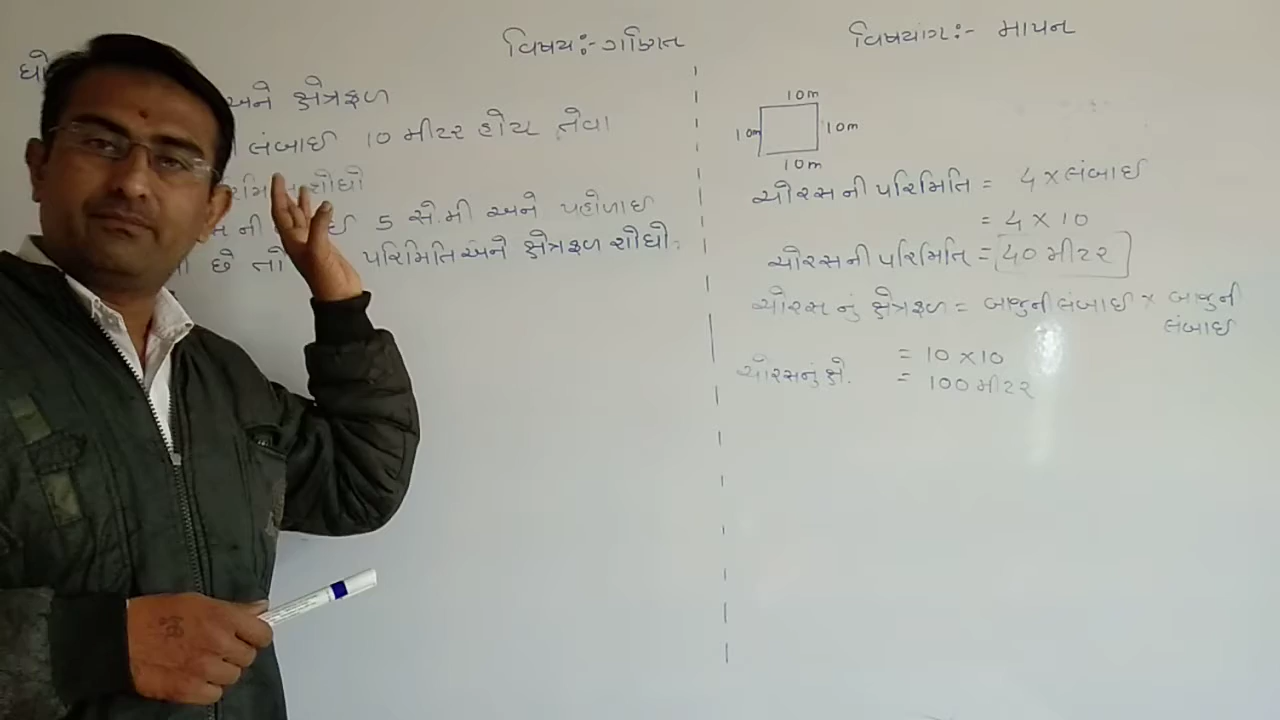 વિષય:- ગણિત
વિષયાંગ:- માપન
ધો
અને ક્ષેત્રફળ
લંબાઈ 10 મીટર હોય તેવા
શોધો
ની 5 સે.મી અને પહોળાઈ
છે તો પરિમિતિ અને ક્ષેત્રફળ શોધો.
10m
10m 10m
10m
ચોરસની પરિમિતિ = 4 x લંબાઈ
= 4 x 10
ચોરસની પરિમિતિ = 40 મીટર
ચોરસ નું ક્ષેત્રફળ = બાજુની લંબાઈ x બાજુની
લંબાઈ
= 10 x 10
ચોરસનું ક્ષે. = 100 મીટર